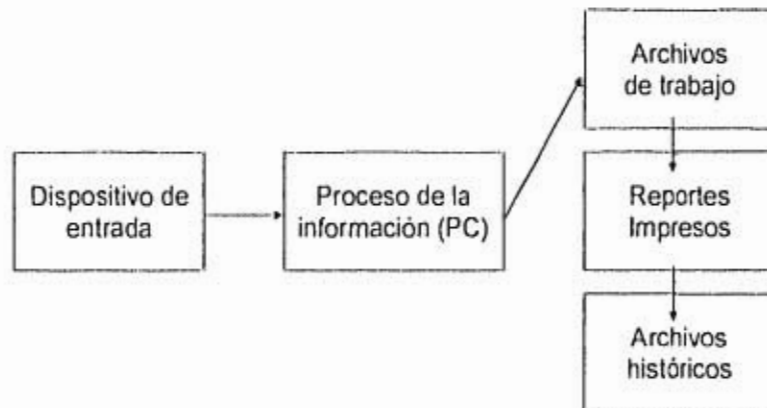 Dispositivo de
entrada
Proceso de la
información (PC)
Archivos
de trabajo
Reportes
Impresos
Archivos
históricos